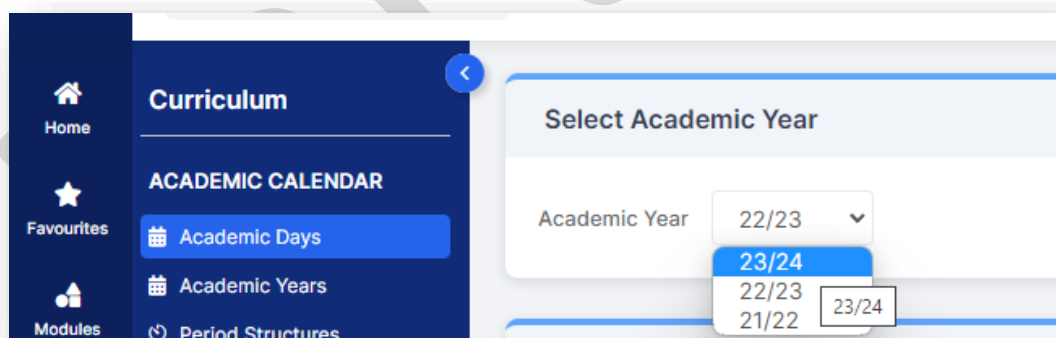 Home
Favourites
Modules
Curriculum
ACADEMIC CALENDAR
Academic Days
Academic Years
Period Structures
Select Academic Year
Academic Year 22/23
23/24
22/23
21/22
23/24